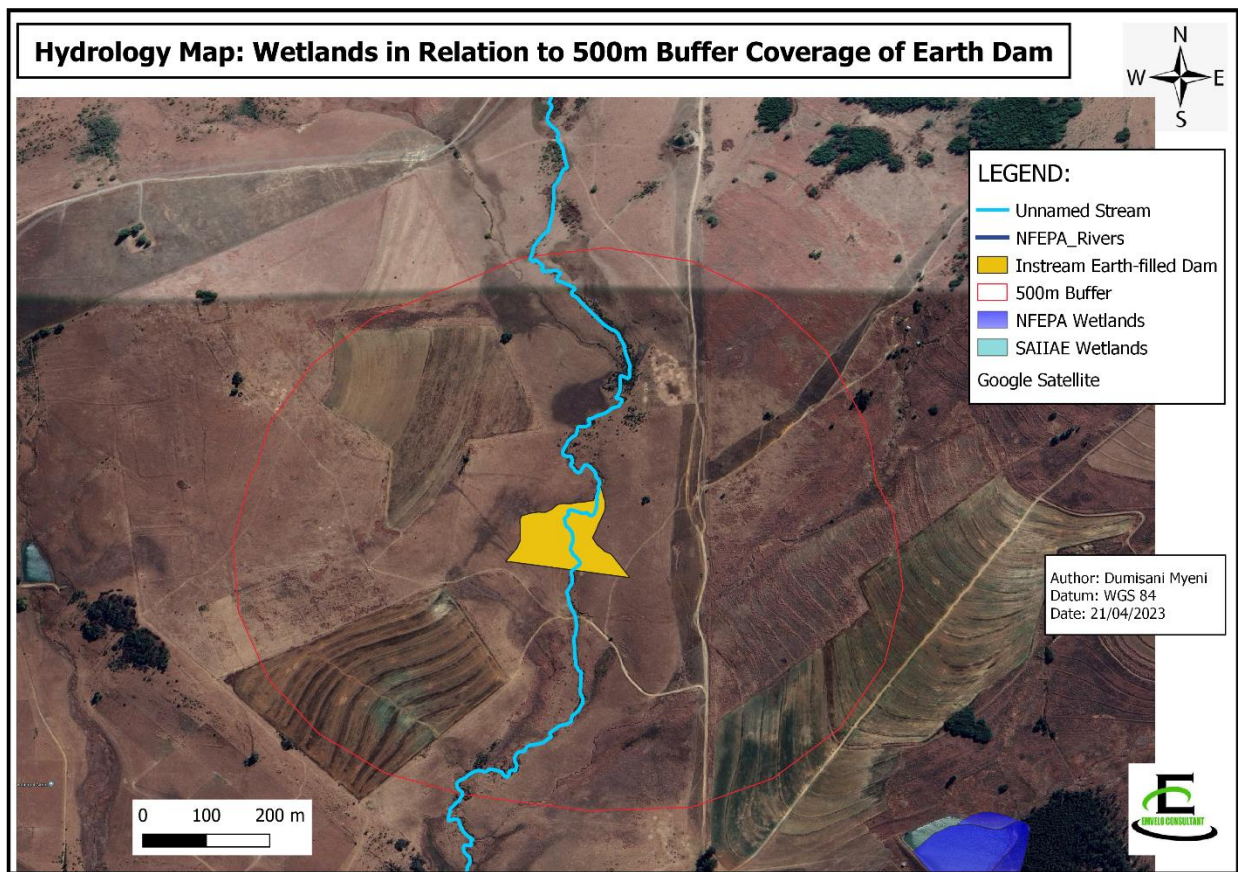 Hydrology Map: Wetlands in Relation to 500m Buffer Coverage of Earth Dam
N
W E
S
LEGEND:
Unnamed Stream
NFEPA_Rivers
Instream Earth-filled Dam
500m Buffer
NFEPA Wetlands
SAIIAE Wetlands
Google Satellite
Author: Dumisani Myeni
Datum: WGS 84
Date: 21/04/2023
0 100 200 m
E
EMVELO CONSULTANT